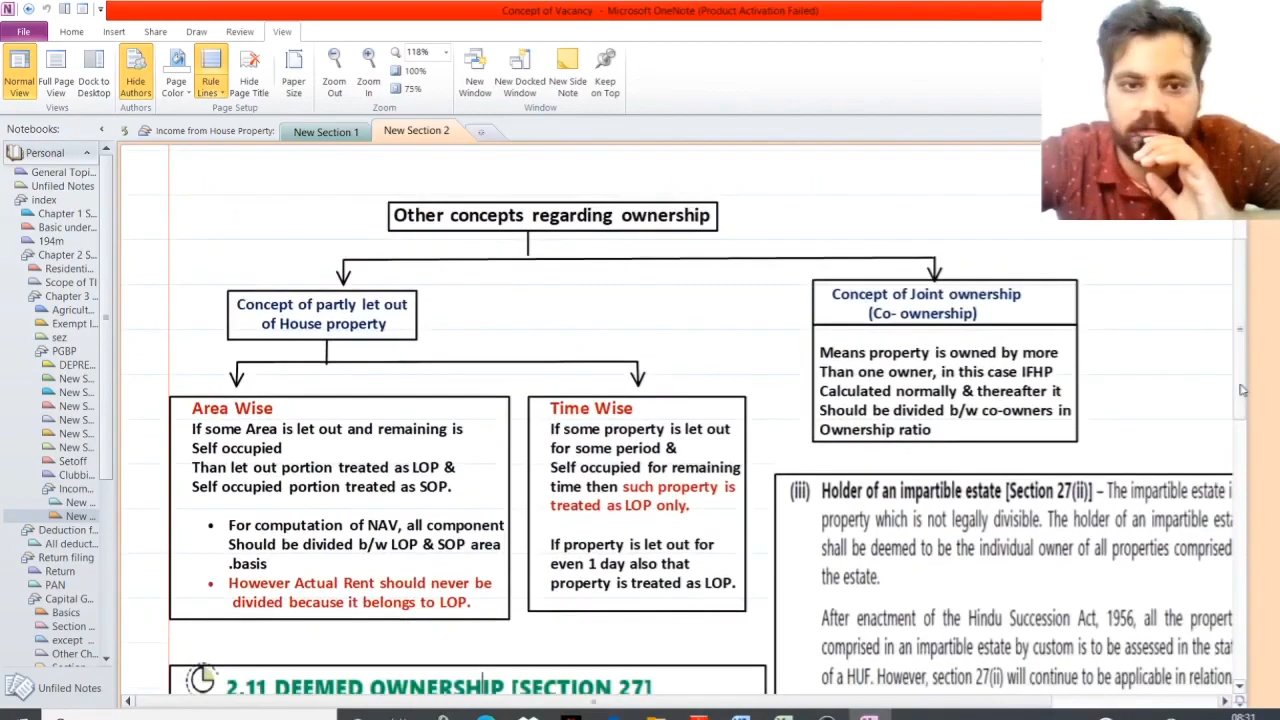 Concept of Vacancy - Microsoft OneNote (Product Activation Failed)
File Home Insert Share Draw Review View
118%
100%
75%
Normal View
Full Page View
Dock to Desktop
Hide Authors
Page Color
Rule Lines
Hide Page Title
Paper Size
Zoom Out
Zoom In
New Window
New Docked Window
New Side Note
Keep on Top
Views Authors Page Setup Zoom Window
Notebooks:
Income from House Property: New Section 1 New Section 2
Personal
General Topi...
Unfiled Notes
index
Chapter 1 S...
Basic under...
194m
Chapter 2 S...
Residenti...
Scope of TI
Chapter 3 ...
Agricult...
Exempt I...
sez
PGBP
DEPRE...
New S...
New S...
New S...
New S...
New S...
New S...
Setoff
Clubbi...
Incom...
New ...
New ...
Deduction f...
All deduct...
Return filing
Return
PAN
Capital G...
Basics
Section ...
except ...
Other Ch...
Unfiled Notes
Other concepts regarding ownership
Concept of partly let out
of House property
Area Wise
If some Area is let out and remaining is
Self occupied
Than let out portion treated as LOP &
Self occupied portion treated as SOP.
• For computation of NAV, all component
Should be divided b/w LOP & SOP area
.basis
• However Actual Rent should never be
divided because it belongs to LOP.
Time Wise
If some property is let out
for some period &
Self occupied for remaining
time then such property is
treated as LOP only.
If property is let out for
even 1 day also that
property is treated as LOP.
Concept of Joint ownership
(Co- ownership)
Means property is owned by more
Than one owner, in this case IFHP
Calculated normally & thereafter it
Should be divided b/w co-owners in
Ownership ratio
(iii) Holder of an impartible estate [Section 27(ii)] – The impartible estate i
property which is not legally divisible. The holder of an impartible est
shall be deemed to be the individual owner of all properties comprised
the estate.
After enactment of the Hindu Succession Act, 1956, all the propert
comprised in an impartible estate by custom is to be assessed in the sta
of a HUF. However, section 27(ii) will continue to be applicable in relation
2.11 DEEMED OWNERSHIP [SECTION 27]
08:31